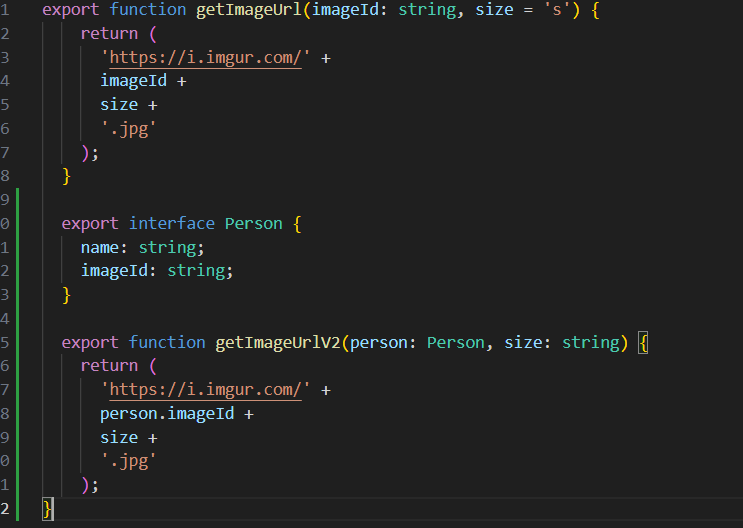 1 export function getImageUrl(imageId: string, size = 's') {
2 return (
3 'https://i.imgur.com/' +
4 imageId +
5 size +
6 '.jpg'
7 );
8 }
9
0 export interface Person {
1 name: string;
2 imageId: string;
3 }
4
5 export function getImageUrlV2(person: Person, size: string) {
6 return (
7 'https://i.imgur.com/' +
8 person.imageId +
9 size +
0 '.jpg'
1 );
2 }